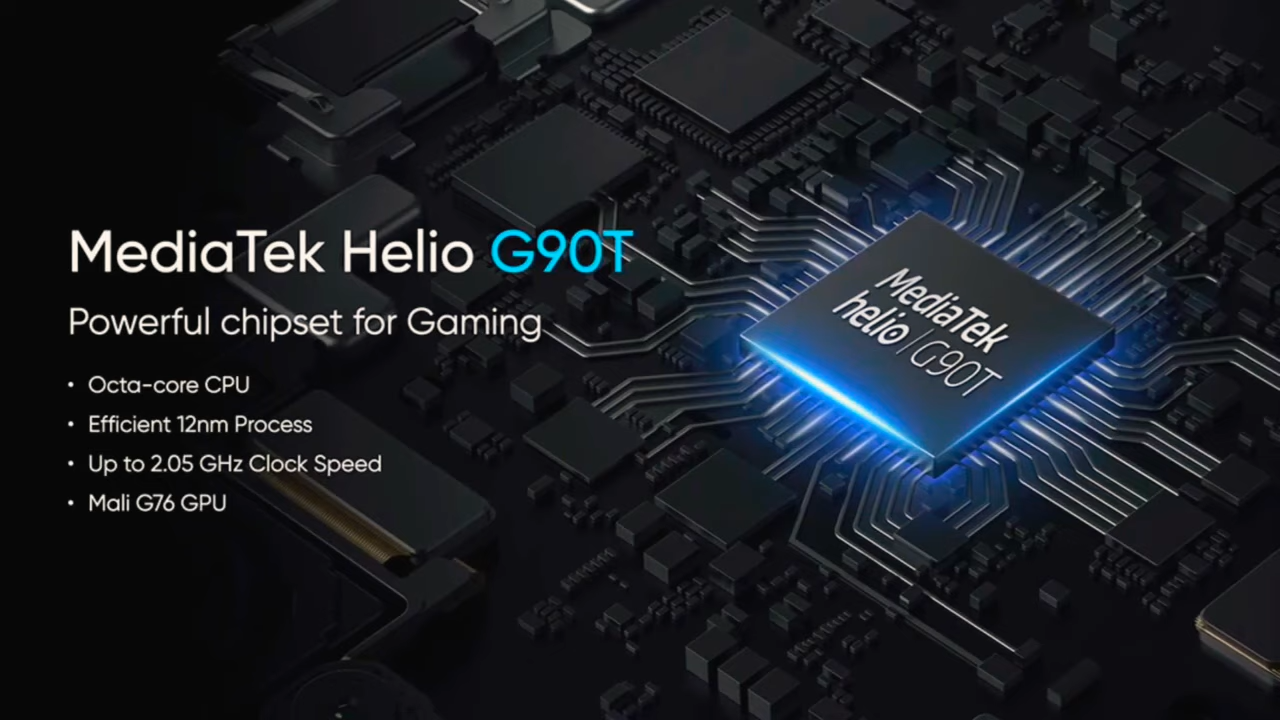 MediaTek Helio G90T
Powerful chipset for Gaming
• Octa-core CPU
• Efficient 12nm Process
• Up to 2.05 GHz Clock Speed
• Mali G76 GPU
MediaTek
helio | G90T